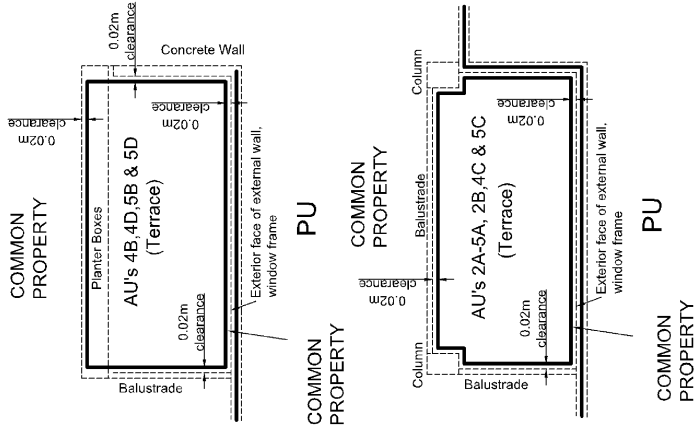 0.02m
clearance
Concrete Wall
0.02m
clearance
0.02m
clearance
COMMON
PROPERTY
Planter Boxes
AU's 4B,4D,5B & 5D
(Terrace)
Exterior face of external wall,
window frame
PU
0.02m
clearance
Balustrade
COMMON
PROPERTY
Column
0.02m
clearance
COMMON
PROPERTY
Balustrade
AU's 2A-5A, 2B,4C & 5C
(Terrace)
0.02m
clearance
Exterior face of external wall,
window frame
PU
0.02m
clearance
Column
Balustrade
COMMON
PROPERTY